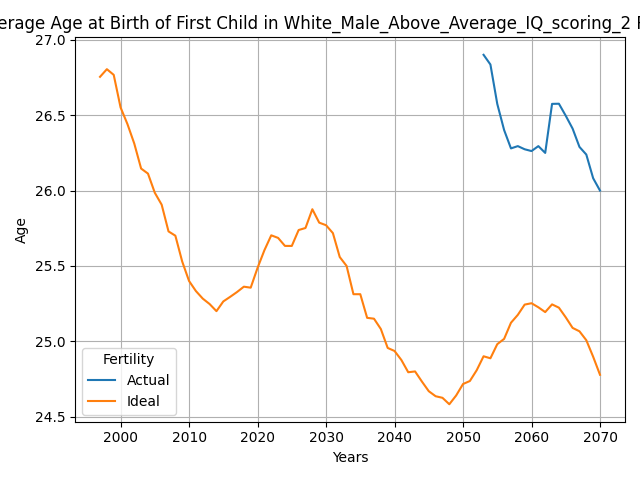 Average Age at Birth of First Child in White_Male_Above_Average_IQ_scoring_2
27.0
26.5
26.0
25.5
25.0
24.5
Age
Fertility
Actual
Ideal
2000 2010 2020 2030 2040 2050 2060 2070
Years